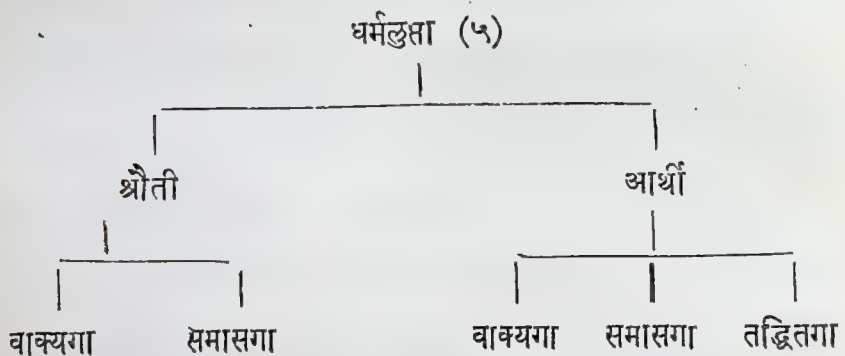 धर्मलुप्ता (५)
श्रौती आर्थी
वाक्यगा समासगा वाक्यगा समासगा तद्धितगा